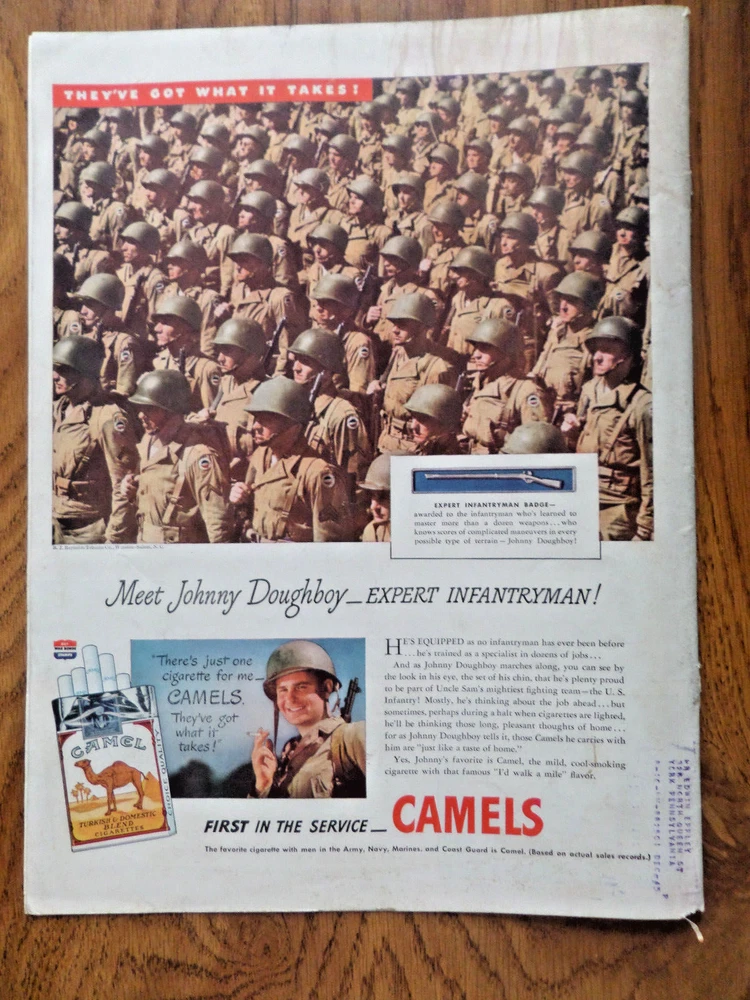 THEY'VE GOT WHAT IT TAKES!
EXPERT INFANTRYMAN BADGE—
awarded to the infantryman who's learned to
master more than a dozen weapons...who
knows scores of complicated maneuvers in every
possible type of terrain—Johnny Doughboy!
Meet Johnny Doughboy—EXPERT INFANTRYMAN!
"There's just one
cigarette for me—
CAMELS.
They've got
what it
takes!"
HE'S EQUIPPED as no infantryman has ever been before
...he's trained as a specialist in dozens of jobs...
And as Johnny Doughboy marches along, you can see by
the look in his eye, the set of his chin, that he's plenty proud
to be part of Uncle Sam's mightiest fighting team—the U. S.
Infantry! Mostly, he's thinking about the job ahead...but
sometimes, perhaps during a halt when cigarettes are lighted,
he'll be thinking those long, pleasant thoughts of home...
for as Johnny Doughboy tells it, those Camels he carries with
him are "just like a taste of home."
Yes, Johnny's favorite is Camel, the mild, cool-smoking
cigarette with that famous "I'd walk a mile" flavor.
CAMEL
TURKISH & DOMESTIC
BLEND
CIGARETTES
CHOICE QUALITY
FIRST IN THE SERVICE—CAMELS
The favorite cigarette with men in the Army, Navy, Marines, and Coast Guard is Camel. (Based on actual sales records.)
EDWIN EPPLEY
NORTH QUEEN ST
YORK PENNSYLVANIA